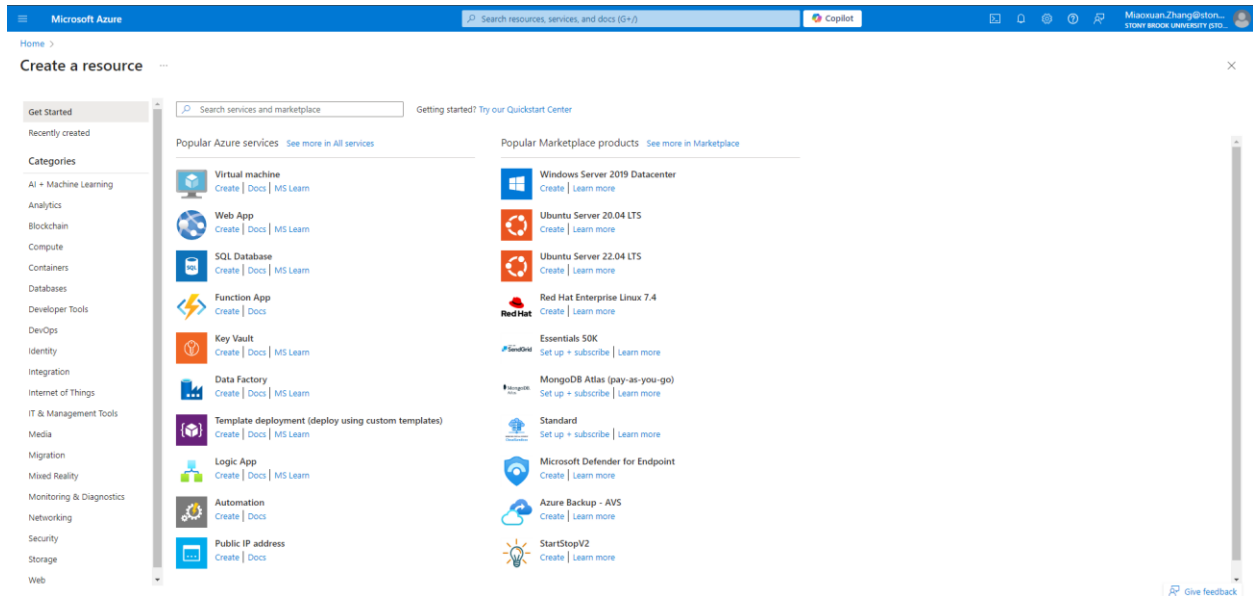 Microsoft Azure
Search resources, services, and docs (G+/)
Copilot
Miaoxuan.Zhang@ston...
STONY BROOK UNIVERSITY (STO...
Home >
Create a resource ...
Get Started
Recently created
Categories
AI + Machine Learning
Analytics
Blockchain
Compute
Containers
Databases
Developer Tools
DevOps
Identity
Integration
Internet of Things
IT & Management Tools
Media
Migration
Mixed Reality
Monitoring & Diagnostics
Networking
Security
Storage
Web
Search services and marketplace
Getting started? Try our Quickstart Center
Popular Azure services See more in All services
Virtual machine
Create | Docs | MS Learn
Web App
Create | Docs | MS Learn
SQL
SQL Database
Create | Docs | MS Learn
Function App
Create | Docs
Key Vault
Create | Docs | MS Learn
Data Factory
Create | Docs | MS Learn
Template deployment (deploy using custom templates)
Create | Docs | MS Learn
Logic App
Create | Docs | MS Learn
Automation
Create | Docs
Public IP address
Create | Docs
Popular Marketplace products See more in Marketplace
Windows Server 2019 Datacenter
Create | Learn more
Ubuntu Server 20.04 LTS
Create | Learn more
Ubuntu Server 22.04 LTS
Create | Learn more
Red Hat
Red Hat Enterprise Linux 7.4
Create | Learn more
SendGrid
Essentials 50K
Set up + subscribe | Learn more
MongoDB
MongoDB Atlas (pay-as-you-go)
Set up + subscribe | Learn more
Standard
Set up + subscribe | Learn more
Microsoft Defender for Endpoint
Create | Learn more
Azure Backup - AVS
Create | Learn more
StartStopV2
Create | Learn more
Give feedback